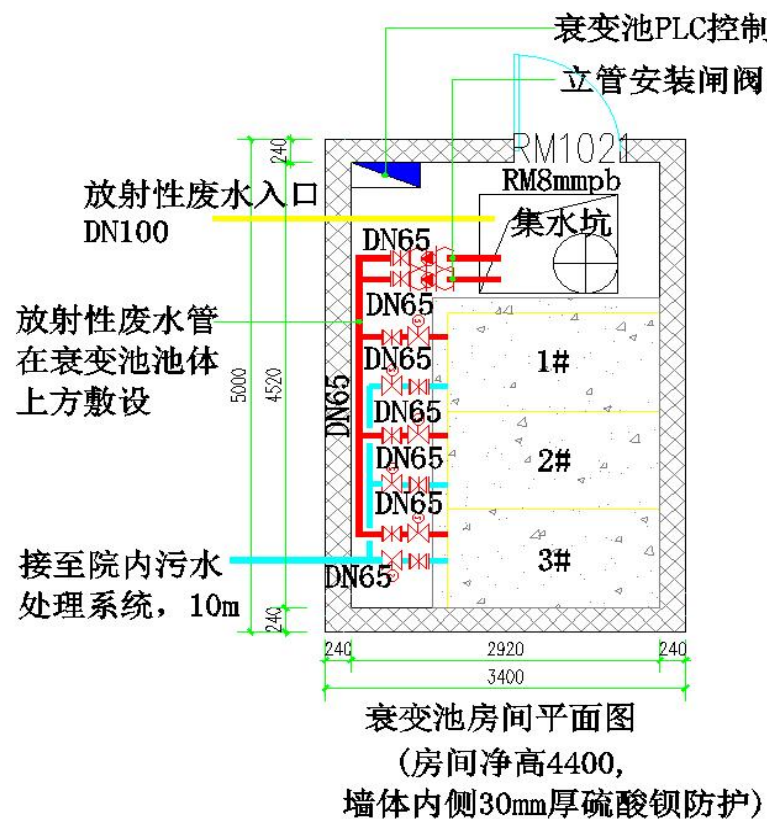 衰变池PLC控制
立管安装闸阀
240
RM1021
RM8mmpb
放射性废水入口
DN100
集水坑
DN65
DN65
放射性废水管
在衰变池池体
上方敷设
DN65
1#
5000
4520
DN65
DN65
DN65
2#
DN65
接至院内污水
处理系统，10m
DN65
3#
240
240
2920
240
3400
衰变池房间平面图
(房间净高4400,
墙体内侧30mm厚硫酸钡防护)